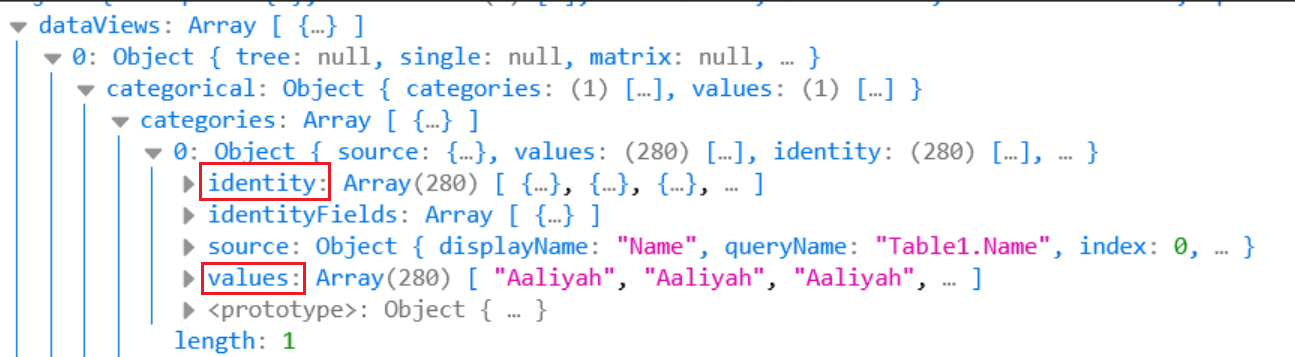 dataViews: Array [ {…} ]
0: Object { tree: null, single: null, matrix: null, … }
categorical: Object { categories: (1) […], values: (1) […] }
categories: Array [ {…} ]
0: Object { source: {…}, values: (280) […], identity: (280) […], … }
identity: Array(280) [ {…}, {…}, {…}, … ]
identityFields: Array [ {…} ]
source: Object { displayName: "Name", queryName: "Table1.Name", index: 0, … }
values: Array(280) [ "Aaliyah", "Aaliyah", "Aaliyah", … ]
<prototype>: Object { … }
length: 1